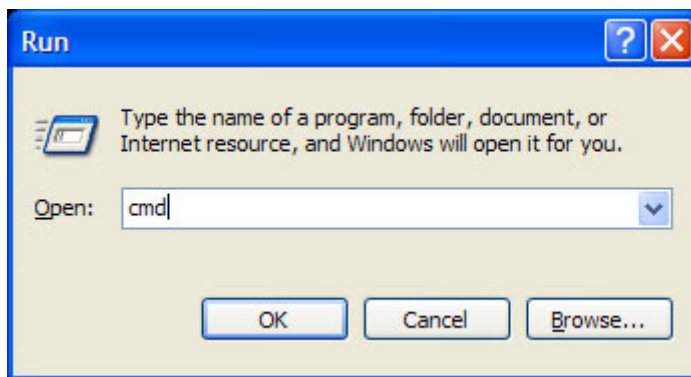 Run
Type the name of a program, folder, document, or
Internet resource, and Windows will open it for you.
Open: cmd
OK Cancel Browse...